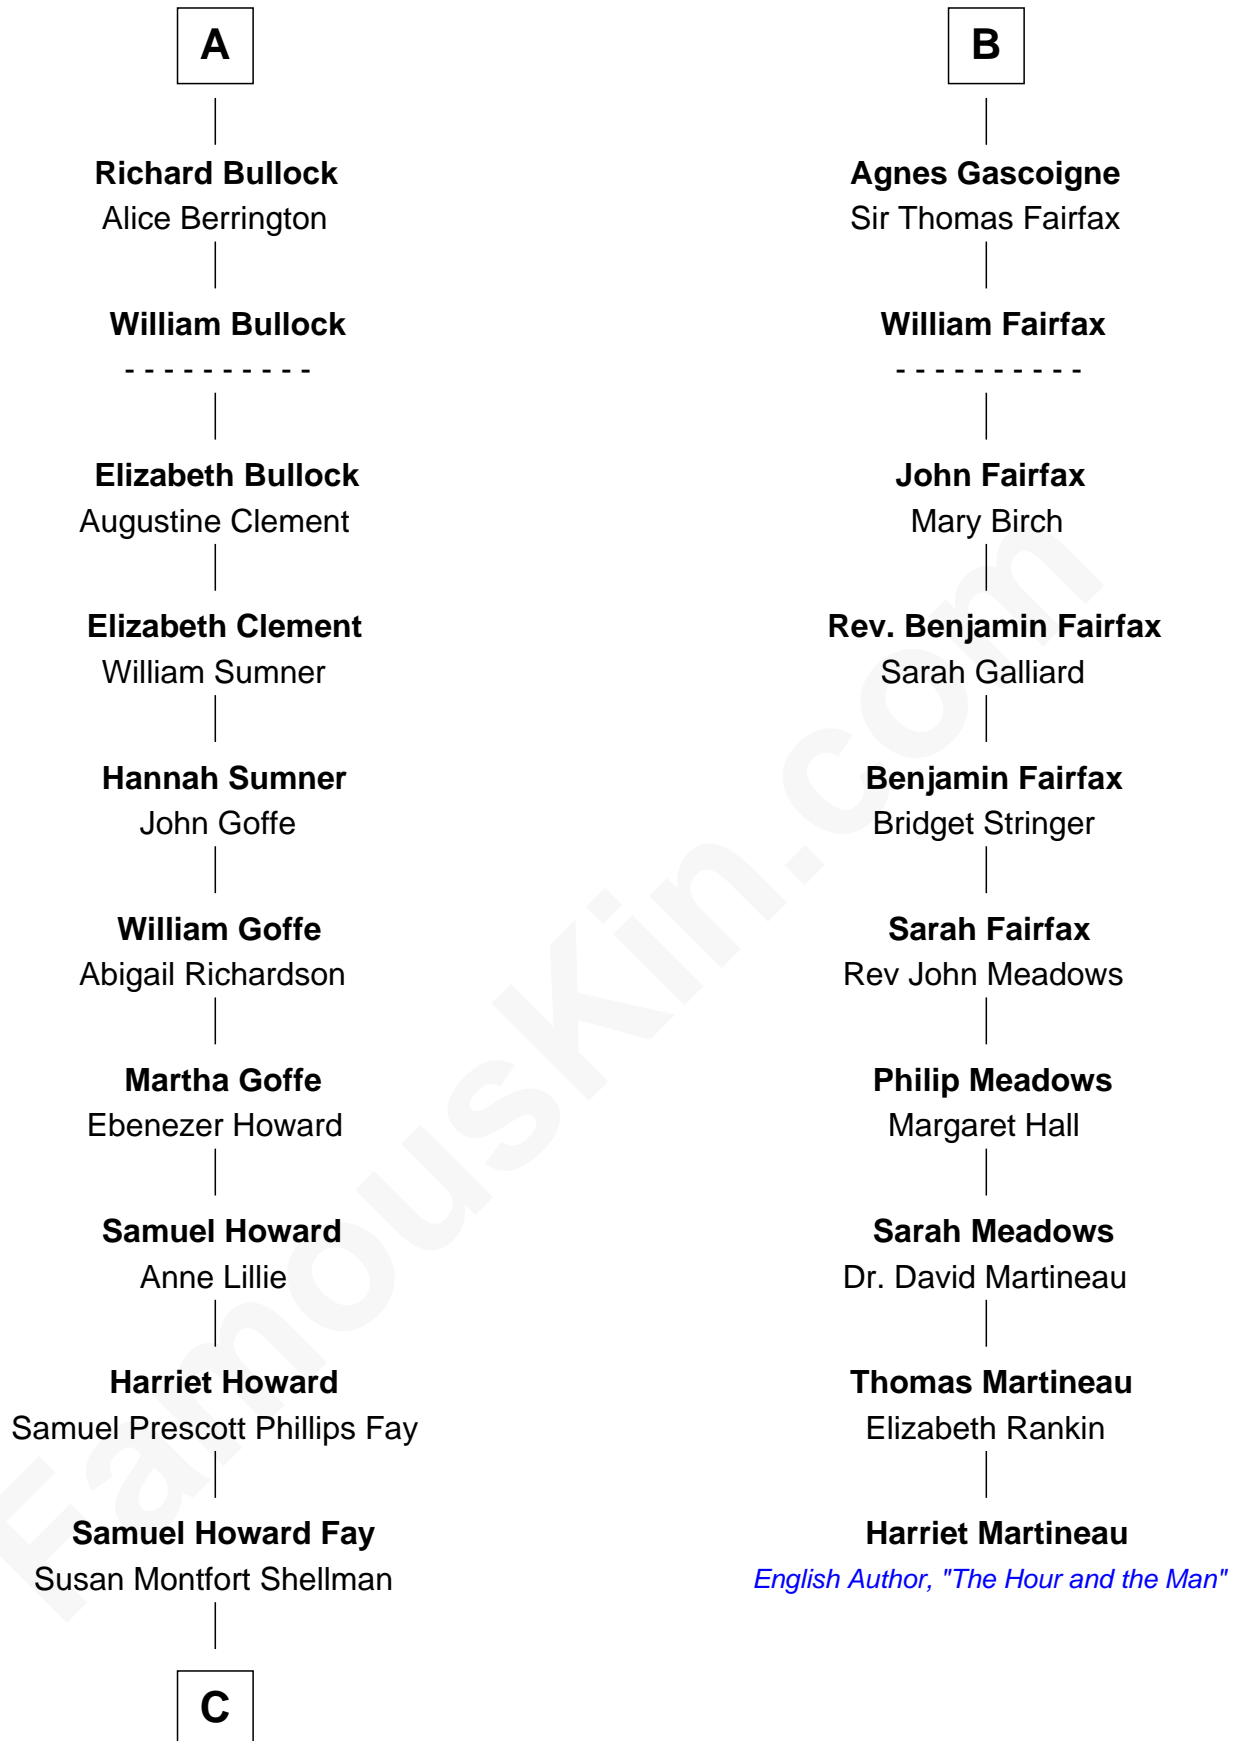 A
Richard Bullock
Alice Berrington
William Bullock
- - - - - - - - - -
Elizabeth Bullock
Augustine Clement
Elizabeth Clement
William Sumner
Hannah Sumner
John Goffe
William Goffe
Abigail Richardson
Martha Goffe
Ebenezer Howard
Samuel Howard
Anne Lillie
Harriet Howard
Samuel Prescott Phillips Fay
Samuel Howard Fay
Susan Montfort Shellman
C
B
Agnes Gascoigne
Sir Thomas Fairfax
William Fairfax
- - - - - - - - - -
John Fairfax
Mary Birch
Rev. Benjamin Fairfax
Sarah Galliard
Benjamin Fairfax
Bridget Stringer
Sarah Fairfax
Rev John Meadows
Philip Meadows
Margaret Hall
Sarah Meadows
Dr. David Martineau
Thomas Martineau
Elizabeth Rankin
Harriet Martineau
English Author, "The Hour and the Man"
FamousKin.com